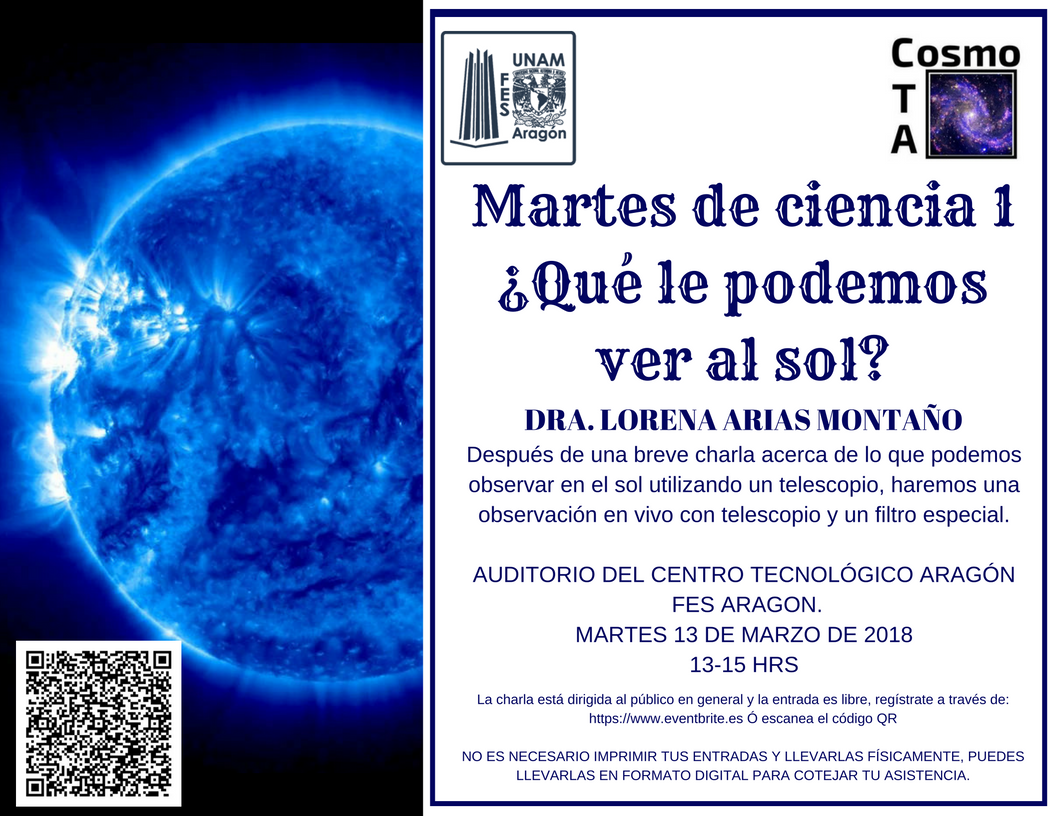 UNAM
FES
Aragón
Cosmo
T
A
Martes de ciencia 1
¿Qué le podemos
ver al sol?
DRA. LORENA ARIAS MONTAÑO
Después de una breve charla acerca de lo que podemos
observar en el sol utilizando un telescopio, haremos una
observación en vivo con telescopio y un filtro especial.
AUDITORIO DEL CENTRO TECNOLÓGICO ARAGÓN
FES ARAGON.
MARTES 13 DE MARZO DE 2018
13-15 HRS
La charla está dirigida al público en general y la entrada es libre, regístrate a través de:
https://www.eventbrite.es Ó escanea el código QR
NO ES NECESARIO IMPRIMIR TUS ENTRADAS Y LLEVARLAS FÍSICAMENTE, PUEDES
LLEVARLAS EN FORMATO DIGITAL PARA COTEJAR TU ASISTENCIA.